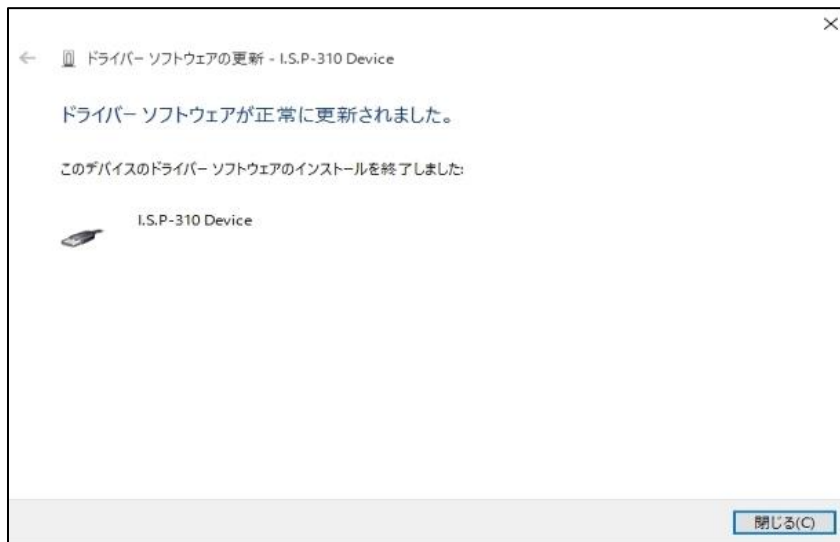 ドライバー ソフトウェアの更新 - I.S.P-310 Device
ドライバー ソフトウェアが正常に更新されました。
このデバイスのドライバー ソフトウェアのインストールを終了しました:
I.S.P-310 Device
閉じる(C)